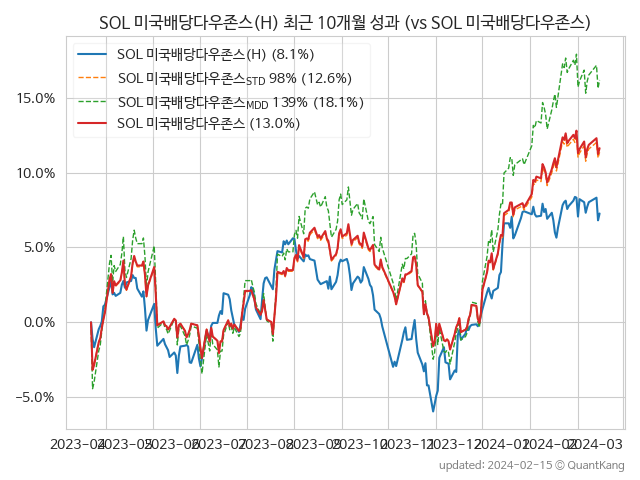 SOL 미국배당다우존스(H) 최근 10개월 성과 (vs SOL 미국배당다우존스)
SOL 미국배당다우존스(H) (8.1%)
SOL 미국배당다우존스STD 98% (12.6%)
SOL 미국배당다우존스MDD 139% (18.1%)
SOL 미국배당다우존스 (13.0%)
15.0%
10.0%
5.0%
0.0%
−5.0%
2023-04 2023-05 2023-06 2023-07 2023-08 2023-09 2023-10 2023-11 2023-12 2024-01 2024-02 2024-03
updated: 2024-02-15 © QuantKang